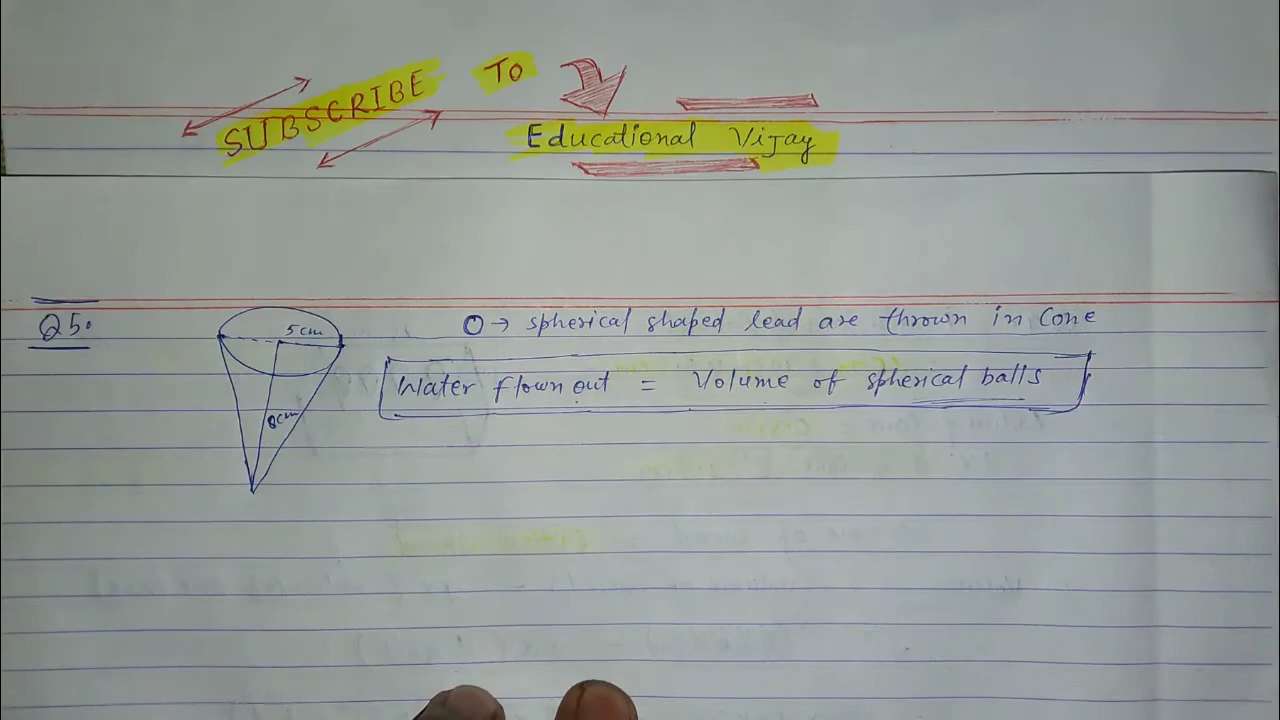 SUBSCRIBE TO
Educational Vijay
Q5.
5cm
8cm
O → spherical shaped lead are thrown in Cone
Water flown out = Volume of spherical balls